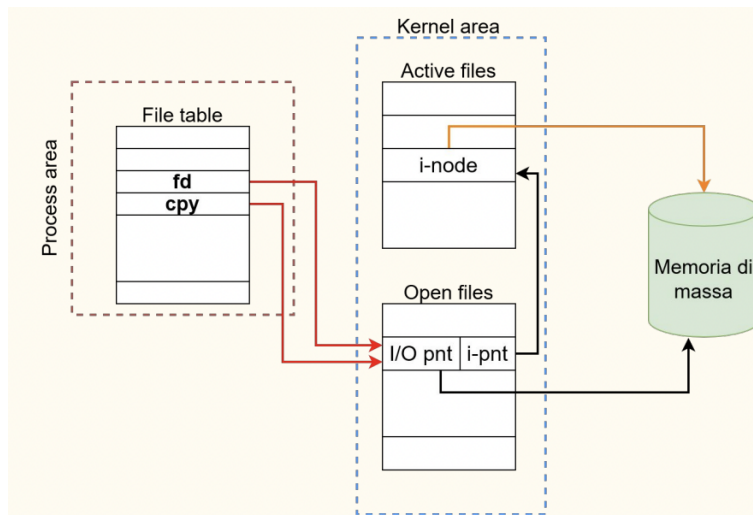 Kernel area
Active files
File table
i-node
fd
cpy
Process area
Memoria di
massa
Open files
I/O pnt
i-pnt